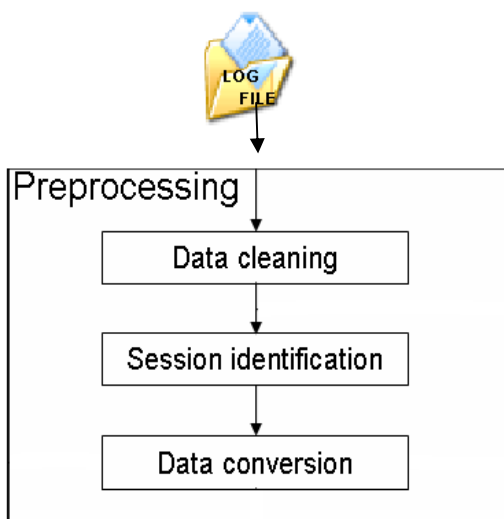 LOG
FILE
Preprocessing
Data cleaning
Session identification
Data conversion